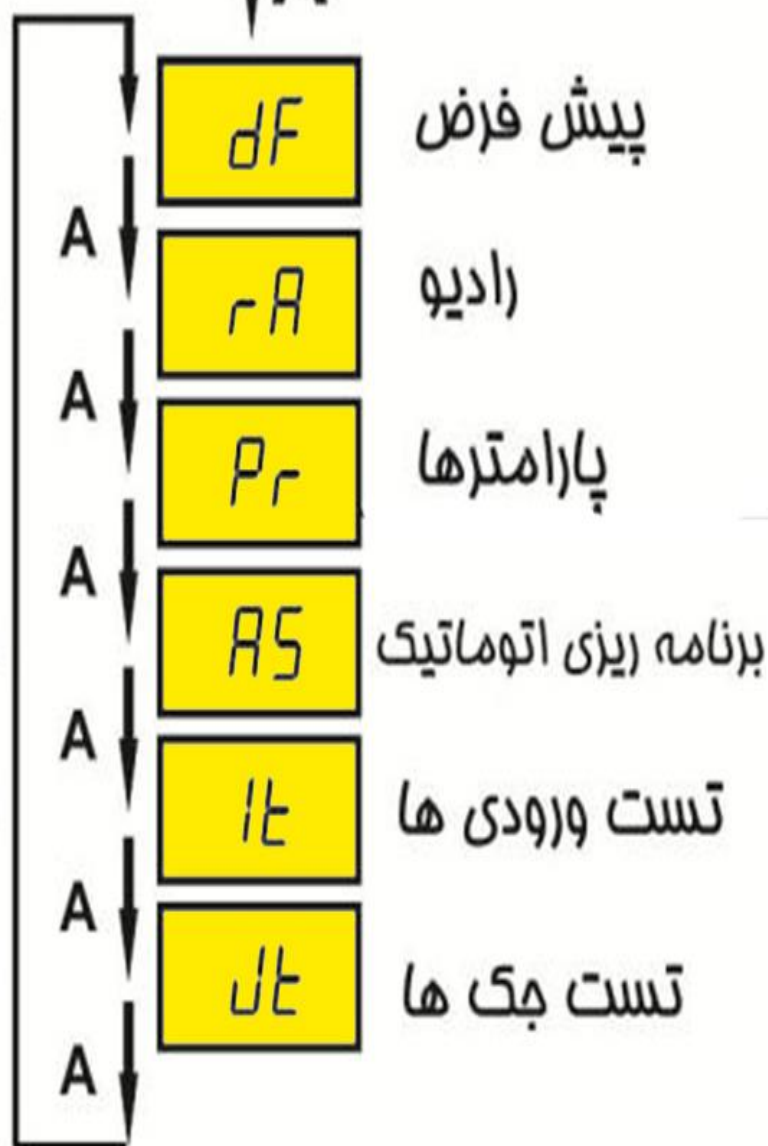 A
dF پیش فرض
A
rA رادیو
A
Pr پارامترها
A
AS برنامه ریزی اتوماتیک
A
It تست ورودی ها
A
Jt تست جک ها
A